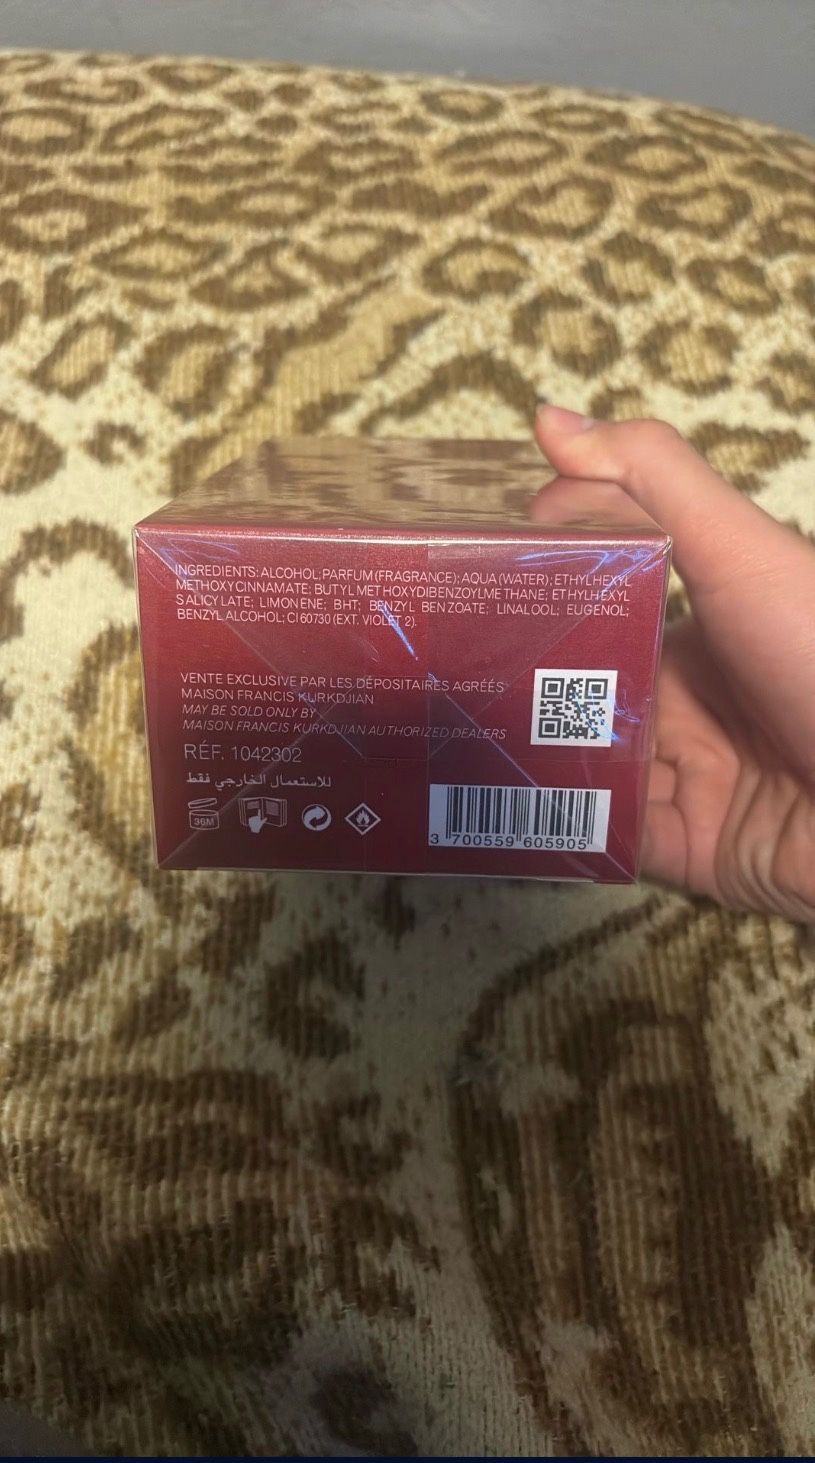 INGREDIENTS: ALCOHOL; PARFUM (FRAGRANCE); AQUA (WATER); ETHYLHEXYL
METHOXYCINNAMATE; BUTYL METHOXYDIBENZOYLMETHANE; ETHYLHEXYL
SALICYLATE; LIMONENE; BHT; BENZYL BENZOATE; LINALOOL; EUGENOL;
BENZYL ALCOHOL; CI 60730 (EXT. VIOLET 2).
VENTE EXCLUSIVE PAR LES DÉPOSITAIRES AGRÉÉS
MAISON FRANCIS KURKDJIAN
MAY BE SOLD ONLY BY
MAISON FRANCIS KURKDJIAN AUTHORIZED DEALERS
RÉF. 1042302
للاستعمال الخارجي فقط
36M
3 700559 605905